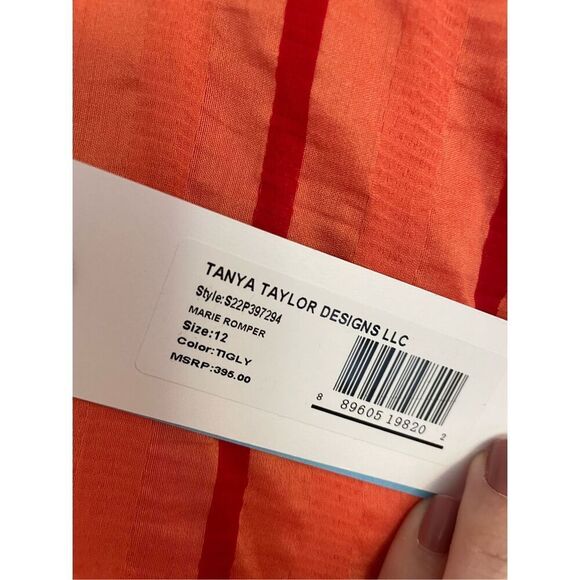 TANYA TAYLOR DESIGNS LLC
Style:S22P397294
MARIE ROMPER
Size:12
Color:TIGLY
MSRP:395.00
8 89605 19820 2